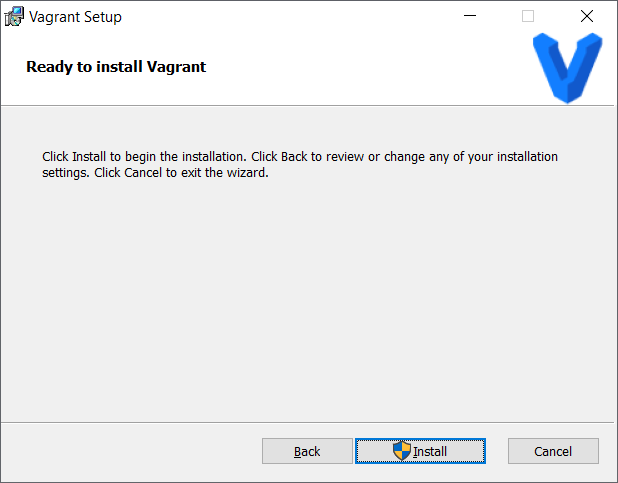 Vagrant Setup
Ready to install Vagrant
Click Install to begin the installation. Click Back to review or change any of your installation
settings. Click Cancel to exit the wizard.
Back Install Cancel